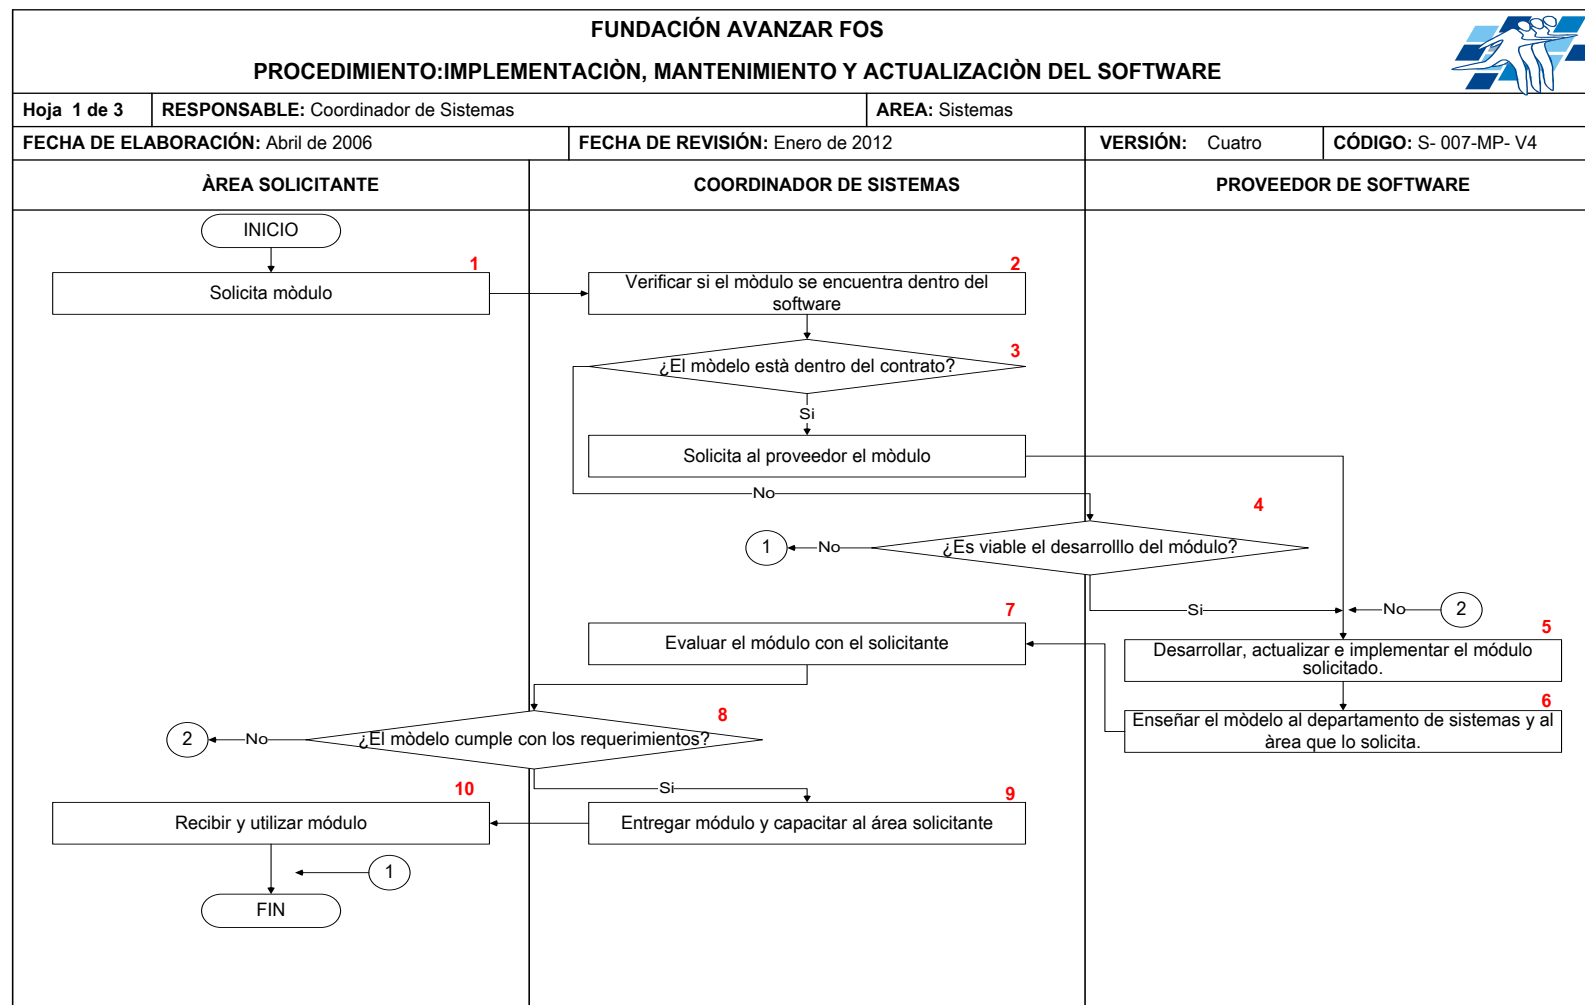 FUNDACIÓN AVANZAR FOS
PROCEDIMIENTO:IMPLEMENTACIÒN, MANTENIMIENTO Y ACTUALIZACIÒN DEL SOFTWARE
Hoja 1 de 3 RESPONSABLE: Coordinador de Sistemas AREA: Sistemas
FECHA DE ELABORACIÓN: Abril de 2006 FECHA DE REVISIÓN: Enero de 2012 VERSIÓN: Cuatro CÓDIGO: S- 007-MP- V4
ÀREA SOLICITANTE COORDINADOR DE SISTEMAS PROVEEDOR DE SOFTWARE
INICIO
1
Solicita mòdulo
2
Verificar si el mòdulo se encuentra dentro del
software
3
¿El mòdelo està dentro del contrato?
Si
Solicita al proveedor el mòdulo
No
4
¿Es viable el desarrolllo del módulo?
No
1
Si
No
2
5
Desarrollar, actualizar e implementar el módulo
solicitado.
6
Enseñar el mòdelo al departamento de sistemas y al
àrea que lo solicita.
7
Evaluar el módulo con el solicitante
8
¿El mòdelo cumple con los requerimientos?
No
2
Si
9
Entregar módulo y capacitar al área solicitante
10
Recibir y utilizar módulo
1
FIN